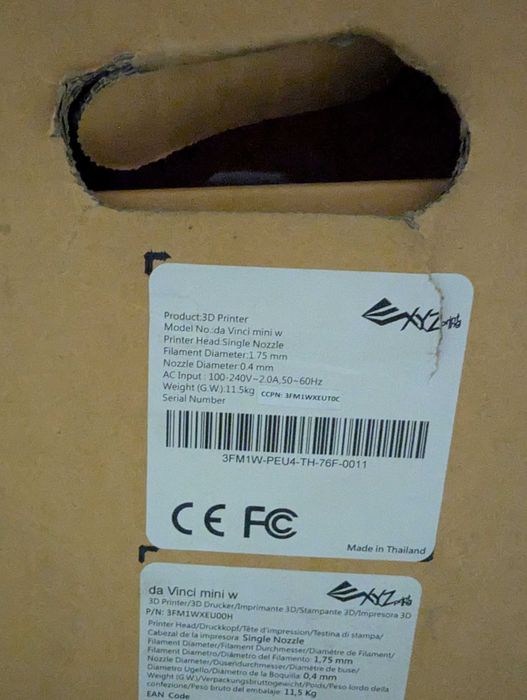 XYZ
Product:3D Printer
Model No.:da Vinci mini w
Printer Head:Single Nozzle
Filament Diameter:1.75 mm
Nozzle Diameter:0.4 mm
AC Input : 100-240V~2.0A,50~60Hz
Weight (G.W.):11.5kg CCPN: 3FM1WXEUT0C
Serial Number
3FM1W-PEU4-TH-76F-0011
CE FC
Made in Thailand
da Vinci mini w
XYZ
3D Printer/3D Drucker/Imprimante 3D/Stampante 3D/Impresora 3D
P/N: 3FM1WXEU00H
Printer Head/Druckkopf/Tête d'impression/Testina di stampa/
Cabezal de la impresora: Single Nozzle
Filament Diameter/Filament Durchmesser/Diamètre de Filament/
Filament Diametro/Diámetro del Filamento: 1,75 mm
Nozzle Diameter/Düsendurchmesser/Diamètre de buse/
Diametro Ugello/Diámetro de la Boquilla: 0,4 mm
Weight (G.W.)/Verpackungsbruttogewicht/Poids/Peso lordo della
confezione/Peso bruto del embalaje: 11,5 Kg
EAN Code